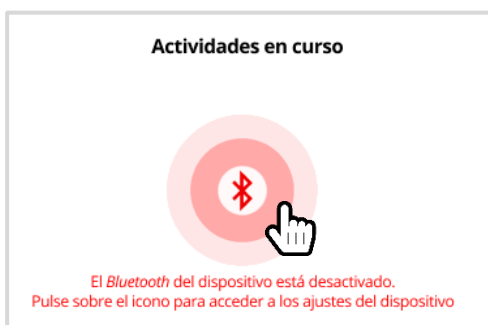 Actividades en curso
El Bluetooth del dispositivo está desactivado.
Pulse sobre el icono para acceder a los ajustes del dispositivo